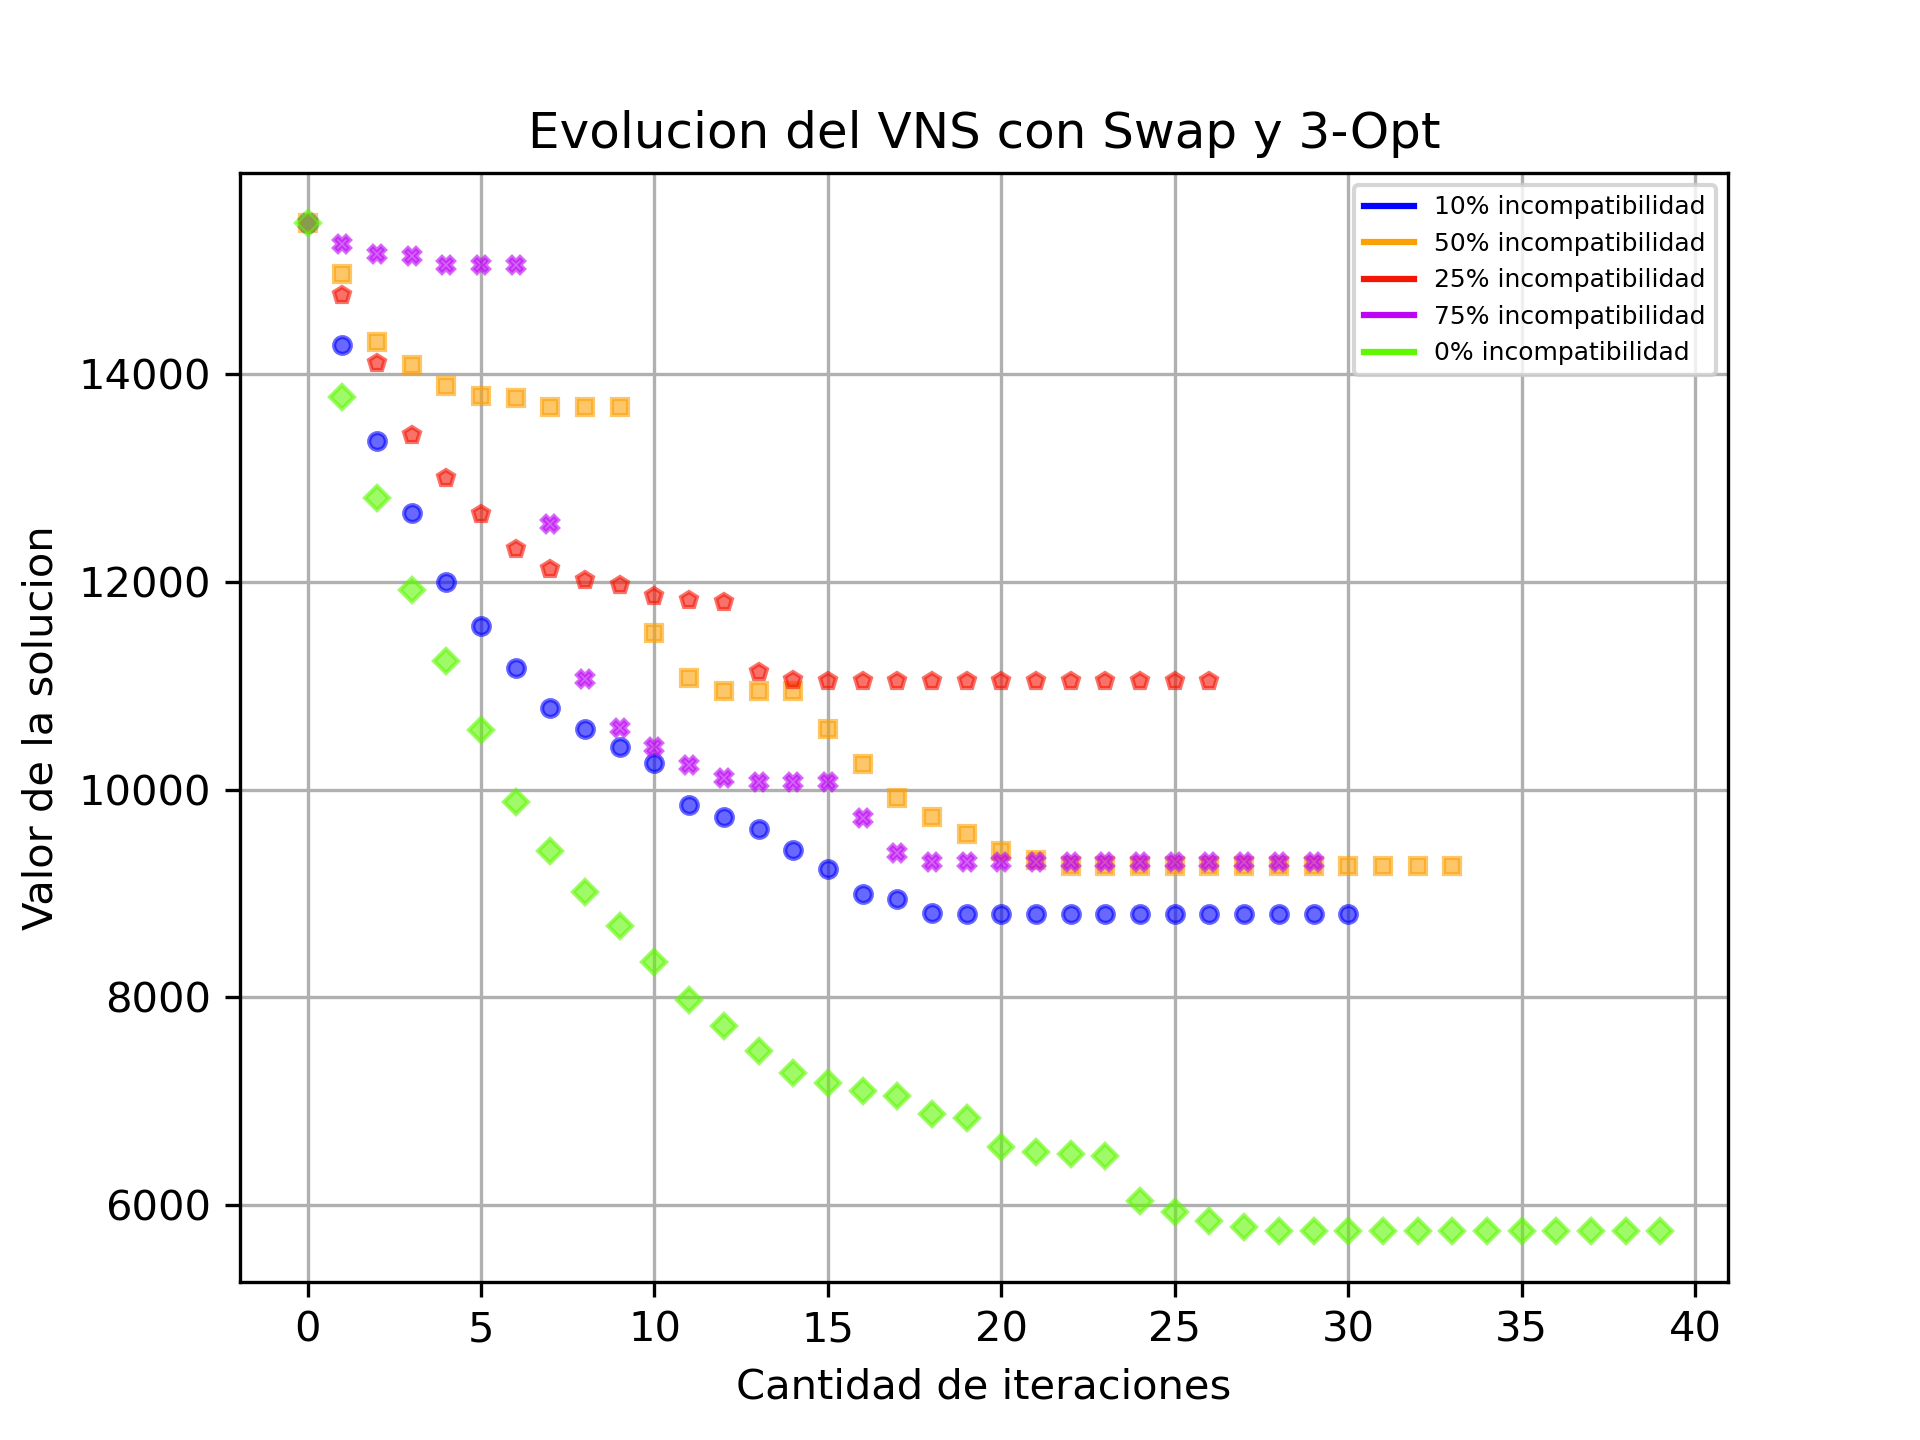 Evolucion del VNS con Swap y 3-Opt
10% incompatibilidad
50% incompatibilidad
25% incompatibilidad
75% incompatibilidad
0% incompatibilidad
Valor de la solucion
14000
12000
10000
8000
6000
0 5 10 15 20 25 30 35 40
Cantidad de iteraciones